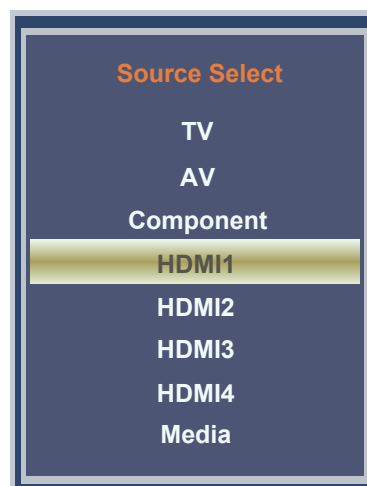 Source Select
TV
AV
Component
HDMI1
HDMI2
HDMI3
HDMI4
Media